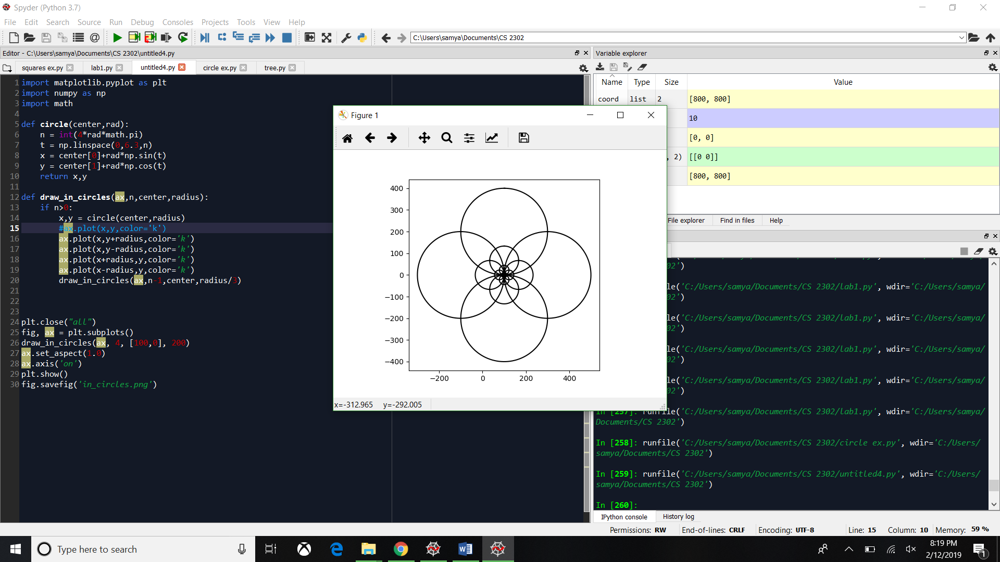 Spyder (Python 3.7)
File Edit Search Source Run Debug Consoles Projects Tools View Help
C:\Users\samya\Documents\CS 2302
Editor - C:\Users\samya\Documents\CS 2302\untitled4.py
squares ex.py lab1.py untitled4.py circle ex.py tree.py
1 import matplotlib.pyplot as plt
2 import numpy as np
3 import math
4
5 def circle(center,rad):
6 n = int(4*rad*math.pi)
7 t = np.linspace(0,6.3,n)
8 x = center[0]+rad*np.sin(t)
9 y = center[1]+rad*np.cos(t)
10 return x,y
11
12 def draw_in_circles(ax,n,center,radius):
13 if n>0:
14 x,y = circle(center,radius)
15 #ax.plot(x,y,color='k')
16 ax.plot(x,y+radius,color='k')
17 ax.plot(x,y-radius,color='k')
18 ax.plot(x+radius,y,color='k')
19 ax.plot(x-radius,y,color='k')
20 draw_in_circles(ax,n-1,center,radius/3)
21
22
23
24 plt.close("all")
25 fig, ax = plt.subplots()
26 draw_in_circles(ax, 4, [100,0], 200)
27 ax.set_aspect(1.0)
28 ax.axis('on')
29 plt.show()
30 fig.savefig('in_circles.png')
Figure 1
400
300
200
100
0
−100
−200
−300
−400
−200 0 200 400
x=-312.965 y=-292.005
Variable explorer
Name Type Size Value
coord list 2 [800, 800]
10
[0, 0]
, 2) [[0 0]]
[800, 800]
File explorer Find in files Help
02')
le('C:/Users/samya/Documents/CS 2302/lab1.py', wdir='C:/Users/samya/
02')
le('C:/Users/samya/Documents/CS 2302/lab1.py', wdir='C:/Users/samya/
02')
le('C:/Users/samya/Documents/CS 2302/lab1.py', wdir='C:/Users/samya/
02')
le('C:/Users/samya/Documents/CS 2302/lab1.py', wdir='C:/Users/samya/
02')
In [257]: runfile('C:/Users/samya/Documents/CS 2302/lab1.py', wdir='C:/Users/samya/
Documents/CS 2302')
In [258]: runfile('C:/Users/samya/Documents/CS 2302/circle ex.py', wdir='C:/Users/
samya/Documents/CS 2302')
In [259]: runfile('C:/Users/samya/Documents/CS 2302/untitled4.py', wdir='C:/Users/
samya/Documents/CS 2302')
In [260]:
IPython console History log
Permissions: RW End-of-lines: CRLF Encoding: UTF-8 Line: 15 Column: 10 Memory: 59 %
Type here to search
8:19 PM
2/12/2019
1